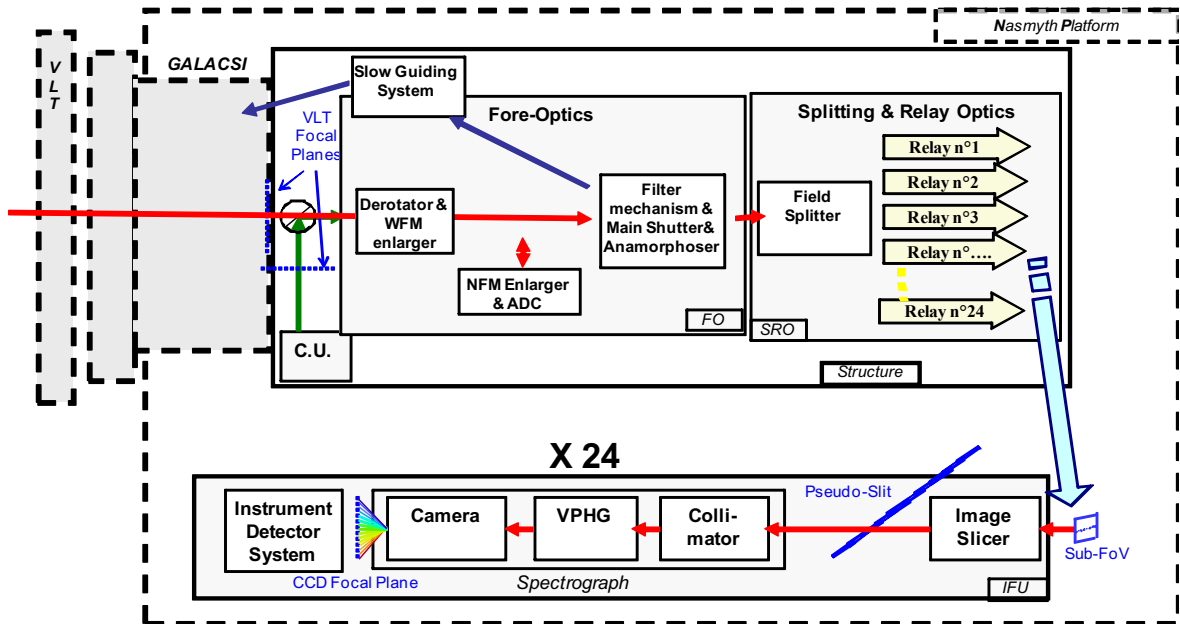 Nasmyth Platform
V
L
T
GALACSI
Slow Guiding
System
VLT
Focal
Planes
Fore-Optics
Splitting & Relay Optics
Relay n°1
Relay n°2
Relay n°3
Relay n°….
Relay n°24
Derotator &
WFM
enlarger
Filter
mechanism &
Main Shutter&
Anamorphoser
Field
Splitter
NFM Enlarger
& ADC
FO
SRO
C.U.
Structure
X 24
Pseudo-Slit
Instrument
Detector
System
Camera
VPHG
Colli-
mator
Image
Slicer
Sub-FoV
CCD Focal Plane
Spectrograph
IFU